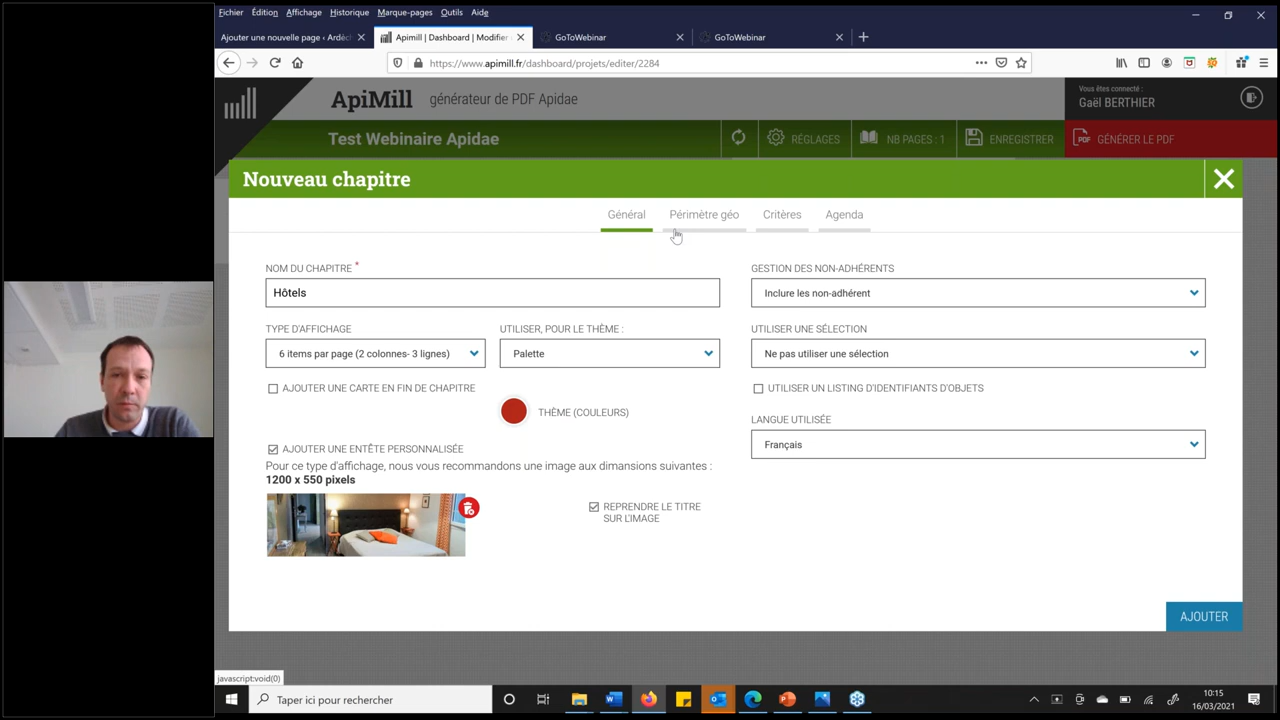 Fichier Édition Affichage Historique Marque-pages Outils Aide
Ajouter une nouvelle page ‹ Ardèc
Apimill | Dashboard | Modifier
GoToWebinar
GoToWebinar
https://www.apimill.fr/dashboard/projets/editer/2284
ApiMill générateur de PDF Apidae
Vous êtes connecté :
Gaël BERTHIER
Test Webinaire Apidae
RÉGLAGES
NB PAGES : 1
ENREGISTRER
PDF GÉNÉRER LE PDF
Nouveau chapitre
Général Périmètre géo Critères Agenda
NOM DU CHAPITRE *
Hôtels
GESTION DES NON-ADHÉRENTS
Inclure les non-adhérent
TYPE D'AFFICHAGE
6 items par page (2 colonnes- 3 lignes)
UTILISER, POUR LE THÈME :
Palette
UTILISER UNE SÉLECTION
Ne pas utiliser une sélection
AJOUTER UNE CARTE EN FIN DE CHAPITRE
UTILISER UN LISTING D'IDENTIFIANTS D'OBJETS
THÈME (COULEURS)
LANGUE UTILISÉE
Français
AJOUTER UNE ENTÊTE PERSONNALISÉE
Pour ce type d'affichage, nous vous recommandons une image aux dimansions suivantes :
1200 x 550 pixels
REPRENDRE LE TITRE
SUR L'IMAGE
AJOUTER
javascript:void(0)
Taper ici pour rechercher
10:15
16/03/2021